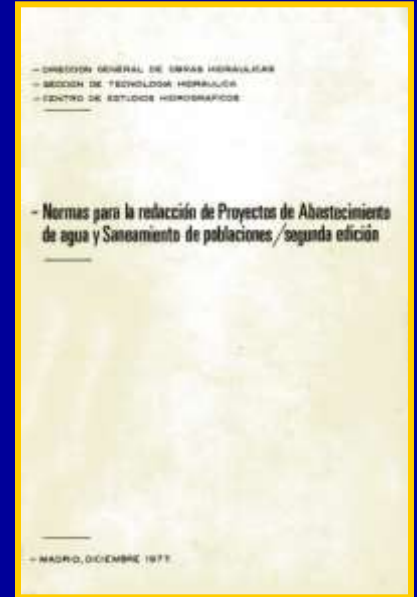 - DIRECCION GENERAL DE OBRAS HIDRAULICAS
- SECCION DE TECNOLOGIA HIDRAULICA
- CENTRO DE ESTUDIOS HIDROGRAFICOS
- Normas para la redacción de Proyectos de Abastecimiento
de agua y Saneamiento de poblaciones/segunda edición
- MADRID, DICIEMBRE 1977